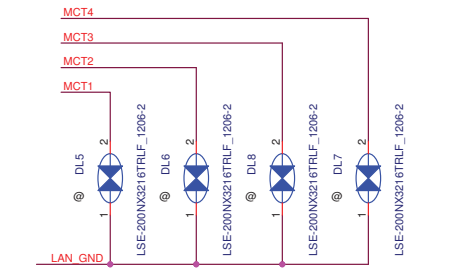 MCT4
MCT3
MCT2
MCT1
2
DL5
@
1
LSE-200NX3216TRLF_1206-2
2
DL6
@
1
LSE-200NX3216TRLF_1206-2
2
DL8
@
1
LSE-200NX3216TRLF_1206-2
2
DL7
@
1
LSE-200NX3216TRLF_1206-2
LAN_GND